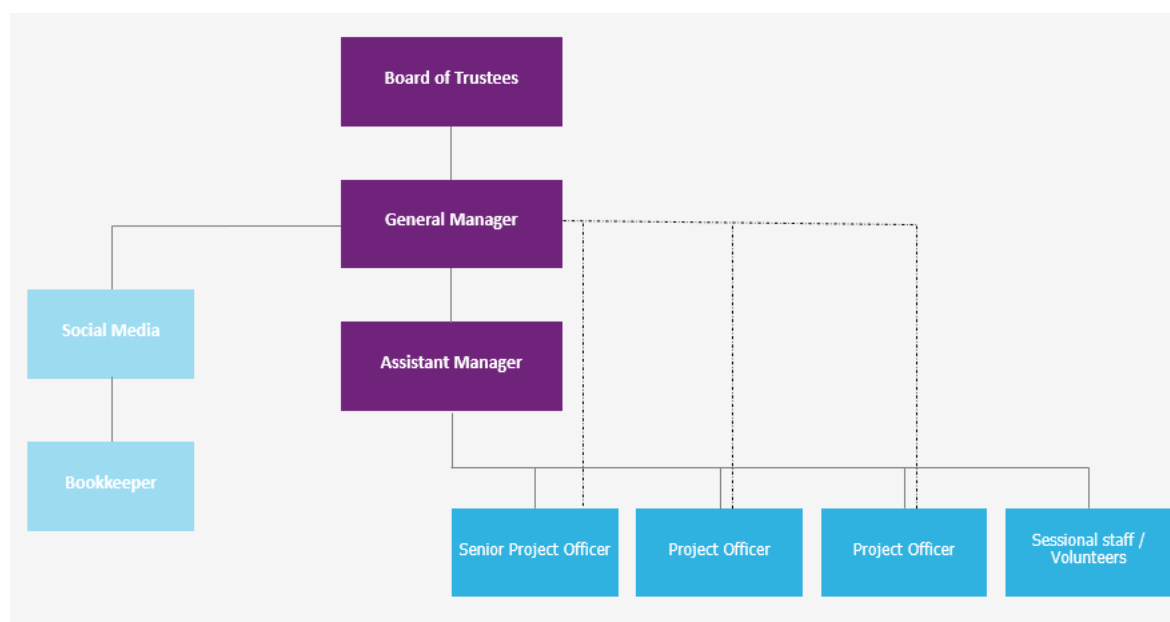 Board of Trustees
General Manager
Social Media
Assistant Manager
Bookkeeper
Senior Project Officer
Project Officer
Project Officer
Sessional staff /
Volunteers